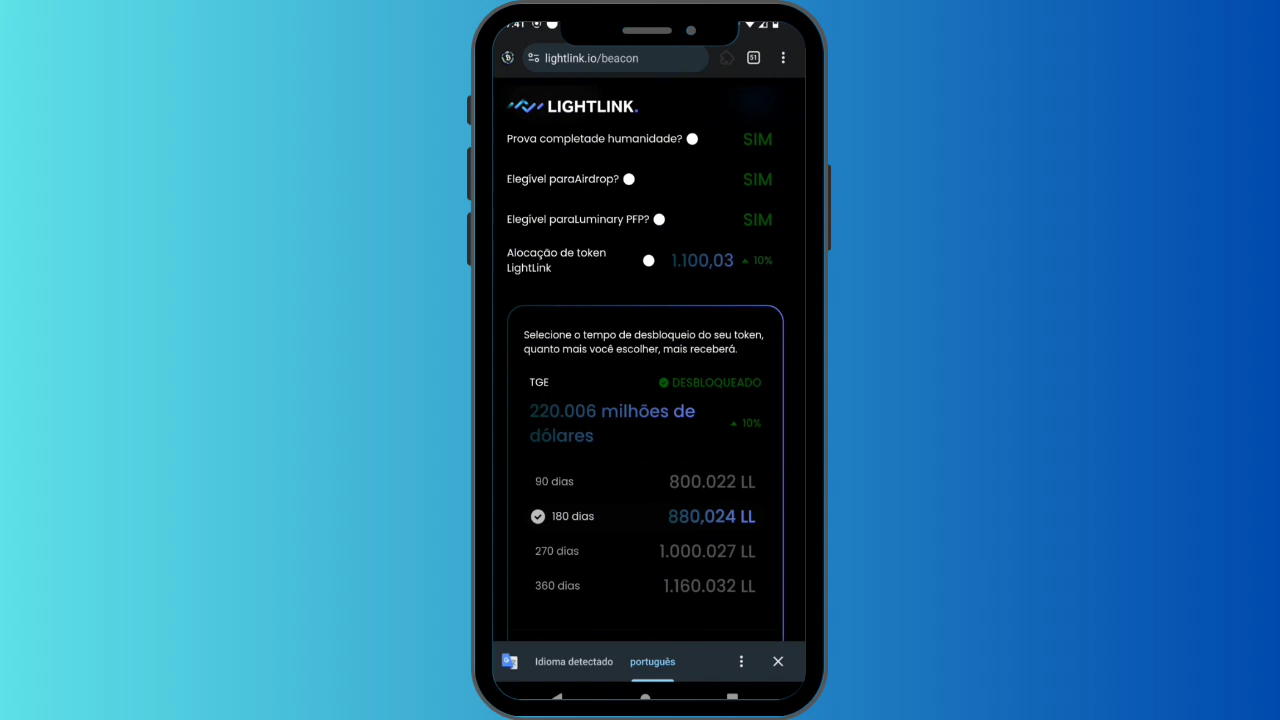 7:41
lightlink.io/beacon
51
LIGHTLINK.
Prova completade humanidade? SIM
Elegível paraAirdrop? SIM
Elegível paraLuminary PFP? SIM
Alocação de token
LightLink
1.100,03 10%
Selecione o tempo de desbloqueio do seu token,
quanto mais você escolher, mais receberá.
TGE DESBLOQUEADO
220.006 milhões de
dólares
10%
90 dias 800.022 LL
180 dias 880,024 LL
270 dias 1.000.027 LL
360 dias 1.160.032 LL
Idioma detectado português